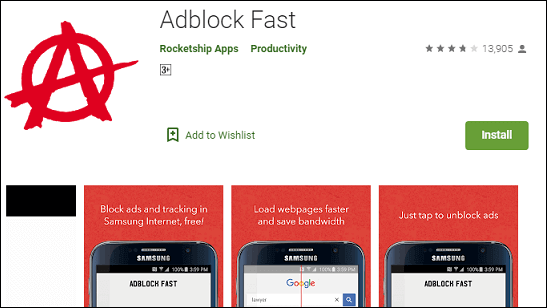 Adblock Fast
Rocketship Apps Productivity
13,905
3+
Add to Wishlist
Install
Block ads and tracking in
Samsung Internet, free!
Load webpages faster
and save bandwidth
Just tap to unblock ads
SAMSUNG
SAMSUNG
SAMSUNG
100% 3:59 PM
100% 3:59 PM
100% 3:59 PM
ADBLOCK FAST
Google
lawyer
ADBLOCK FAST